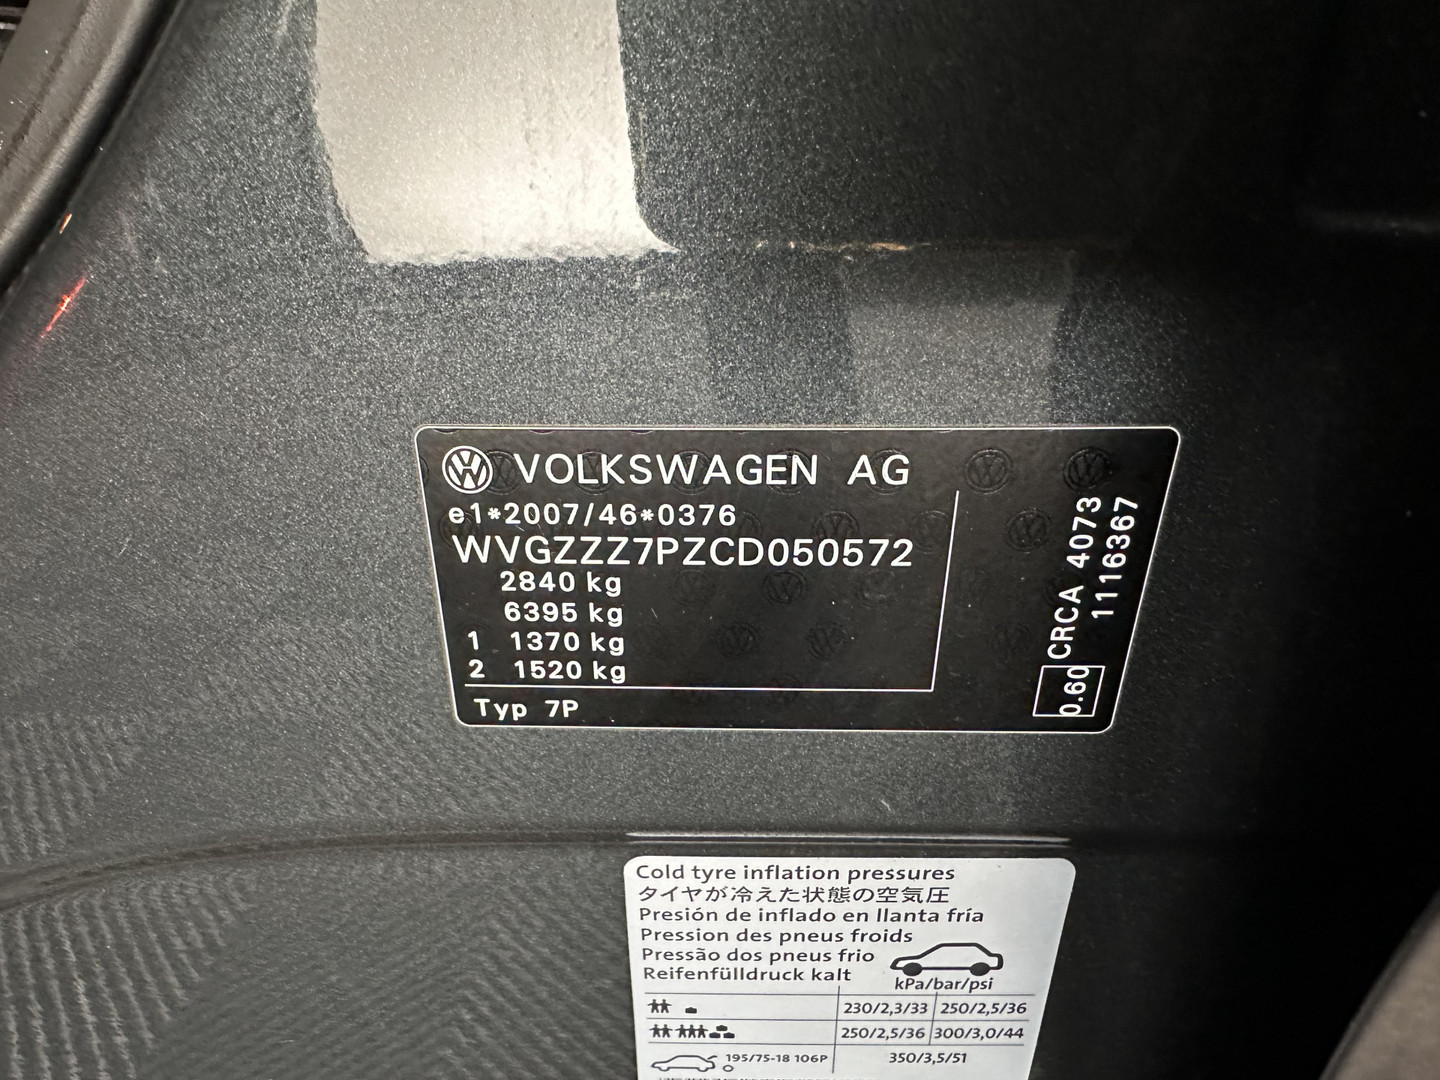 VOLKSWAGEN AG
e1*2007/46*0376
WVGZZZ7PZCD050572
2840 kg
6395 kg
1 1370 kg
2 1520 kg
Typ 7P
0.60 CRCA 4073
1116367
Cold tyre inflation pressures
タイヤが冷えた状態の空気圧
Presión de inflado en llanta fría
Pression des pneus froids
Pressão dos pneus frio
Reifenfülldruck kalt
kPa/bar/psi
230/2,3/33 250/2,5/36
250/2,5/36 300/3,0/44
195/75-18 106P 350/3,5/51